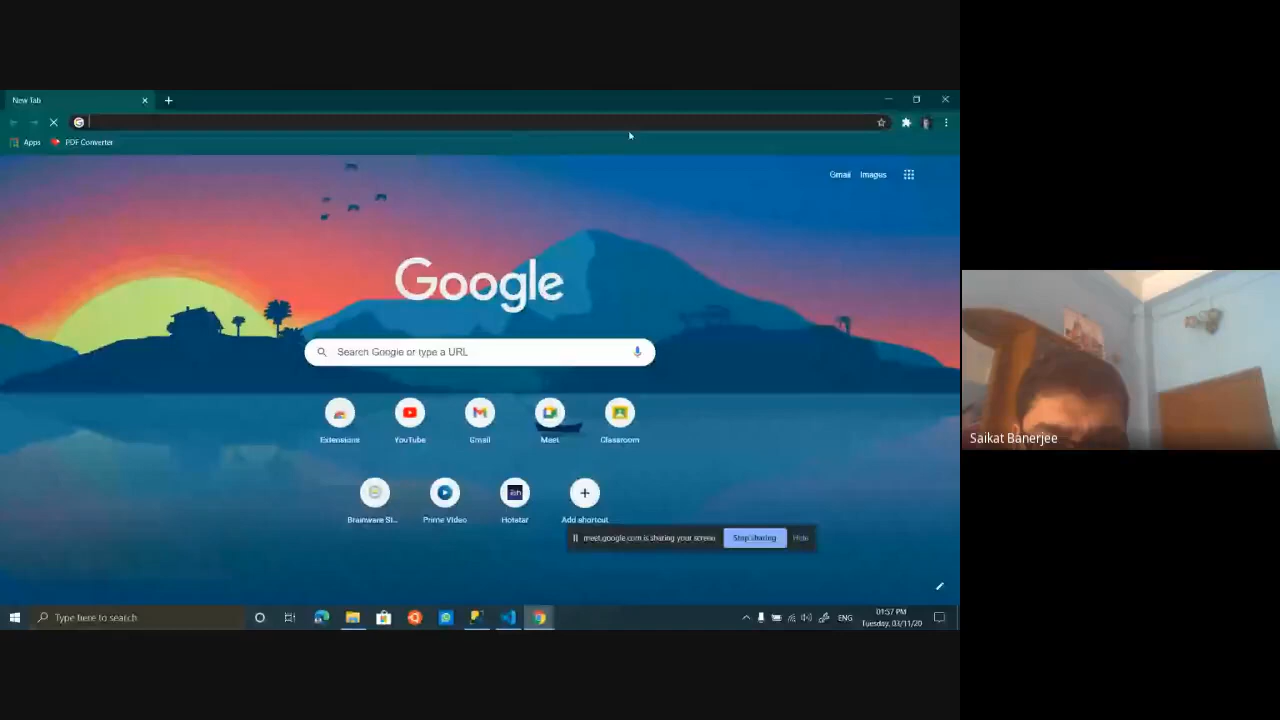 New Tab
Apps PDF Converter
Gmail Images
Google
Search Google or type a URL
Extensions YouTube Gmail Meet Classroom
Brainware Si... Prime Video Hotstar Add shortcut
meet.google.com is sharing your screen Stop sharing Hide
Type here to search
ENG
01:57 PM
Tuesday, 03/11/20
Saikat Banerjee